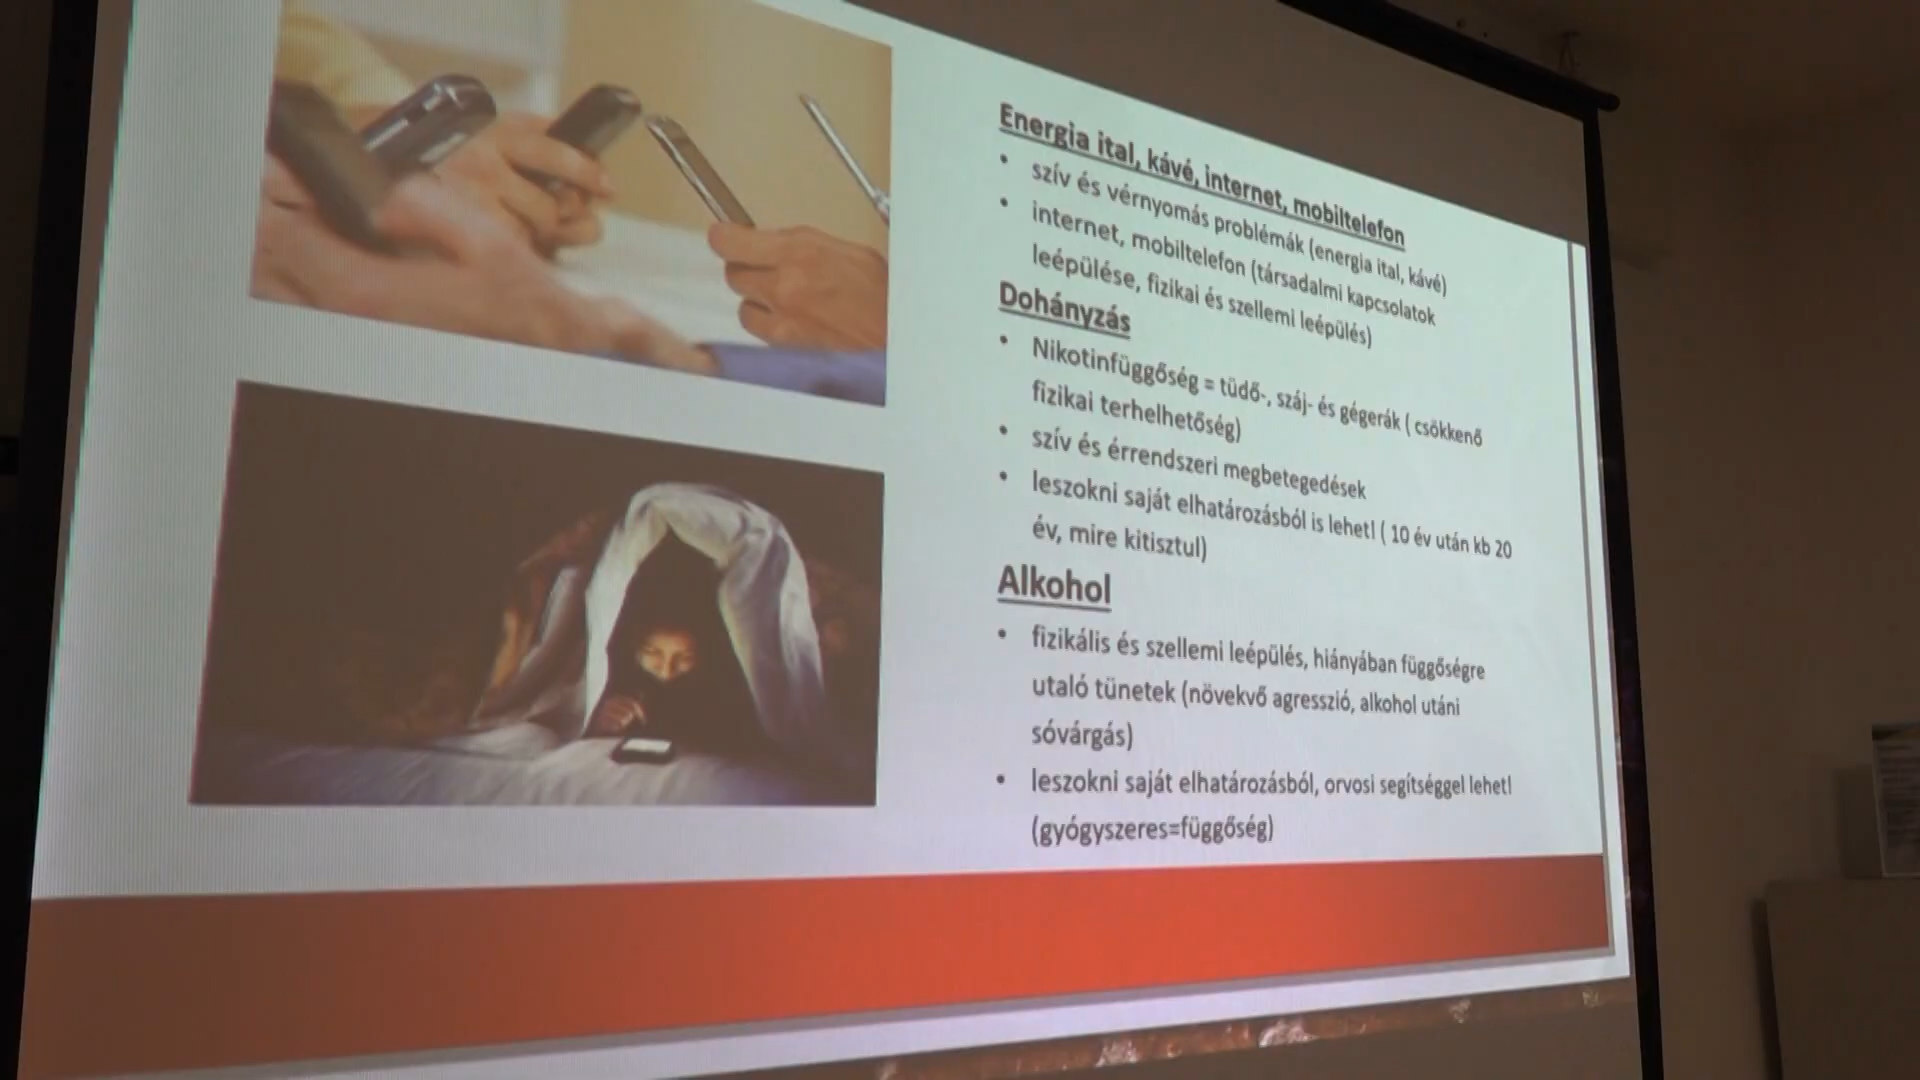 Energia ital, kávé, internet, mobiltelefon
• szív és vérnyomás problémák (energia ital, kávé)
• internet, mobiltelefon (társadalmi kapcsolatok
leépülése, fizikai és szellemi leépülés)
Dohányzás
• Nikotinfüggőség = tüdő-, száj- és gégerák ( csökkenő
fizikai terhelhetőség)
• szív és érrendszeri megbetegedések
• leszokni saját elhatározásból is lehet! ( 10 év után kb 20
év, mire kitisztul)
Alkohol
• fizikális és szellemi leépülés, hiányában függőségre
utaló tünetek (növekvő agresszió, alkohol utáni
sóvárgás)
• leszokni saját elhatározásból, orvosi segítséggel lehet!
(gyógyszeres=függőség)